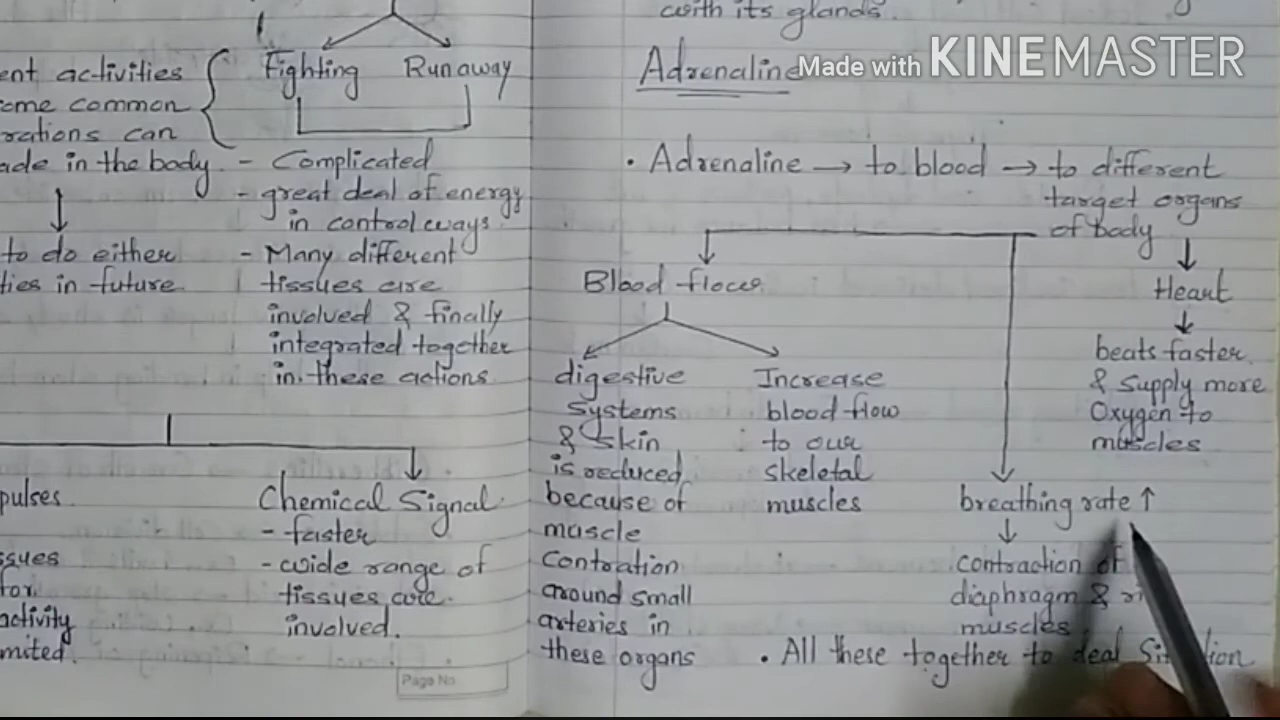 Fighting Run away
ent activities
ome common
rations can
ade in the body.
to do either
ties in future
- Complicated
- great deal of energy
in control ways.
- Many different
tissues are
involved & finally
integrated together
in these actions
pulses
ssues
for
activity
mited.
Chemical Signal
- faster
- wide range of
tissues are
involved.
Page No.
with its glands.
Adrenaline
Made with KINEMASTER
• Adrenaline → to blood → to different
target organs
of body
Blood flows
digestive
systems
& skin
is reduced
because of
muscle
Contration
around small
arteries in
these organs
Increase
blood flow
to our
skeletal
muscles
breathing rate ↑
contraction of
diaphragm &
muscles
Heart
beats faster
& supply more
Oxygen to
muscles
• All these together to deal